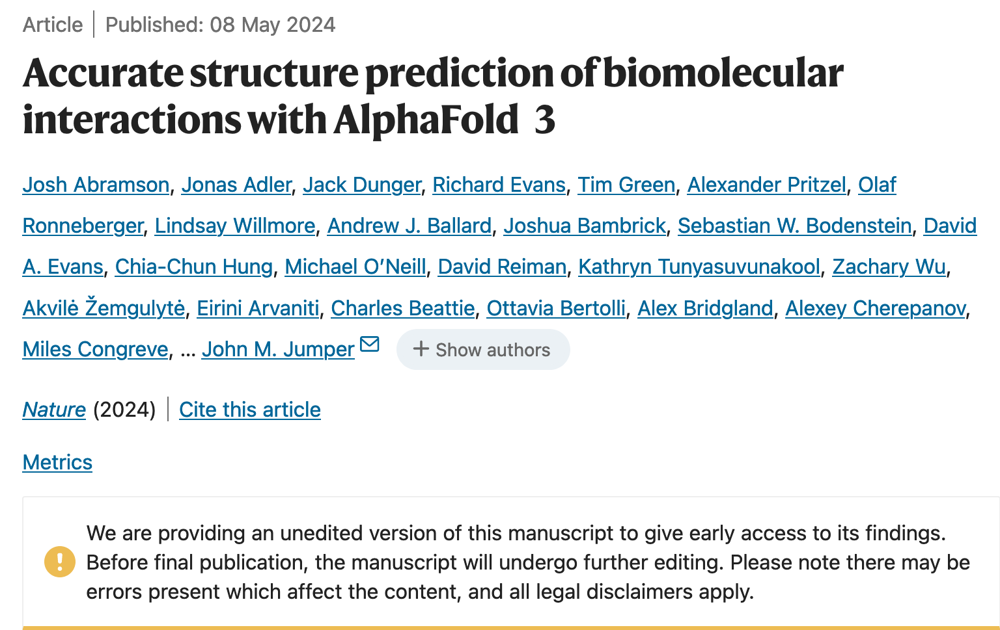 Article | Published: 08 May 2024
Accurate structure prediction of biomolecular
interactions with AlphaFold 3
Josh Abramson, Jonas Adler, Jack Dunger, Richard Evans, Tim Green, Alexander Pritzel, Olaf
Ronneberger, Lindsay Willmore, Andrew J. Ballard, Joshua Bambrick, Sebastian W. Bodenstein, David
A. Evans, Chia-Chun Hung, Michael O’Neill, David Reiman, Kathryn Tunyasuvunakool, Zachary Wu,
Akvilė Žemgulytė, Eirini Arvaniti, Charles Beattie, Ottavia Bertolli, Alex Bridgland, Alexey Cherepanov,
Miles Congreve, ... John M. Jumper + Show authors
Nature (2024) | Cite this article
Metrics
We are providing an unedited version of this manuscript to give early access to its findings.
Before final publication, the manuscript will undergo further editing. Please note there may be
errors present which affect the content, and all legal disclaimers apply.